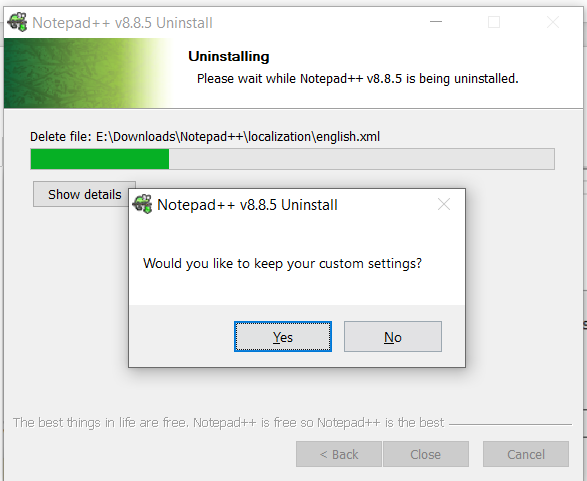 Notepad++ v8.8.5 Uninstall
Uninstalling
Please wait while Notepad++ v8.8.5 is being uninstalled.
Delete file: E:\Downloads\Notepad++\localization\english.xml
Show details
Notepad++ v8.8.5 Uninstall
Would you like to keep your custom settings?
Yes
No
The best things in life are free. Notepad++ is free so Notepad++ is the best
< Back
Close
Cancel